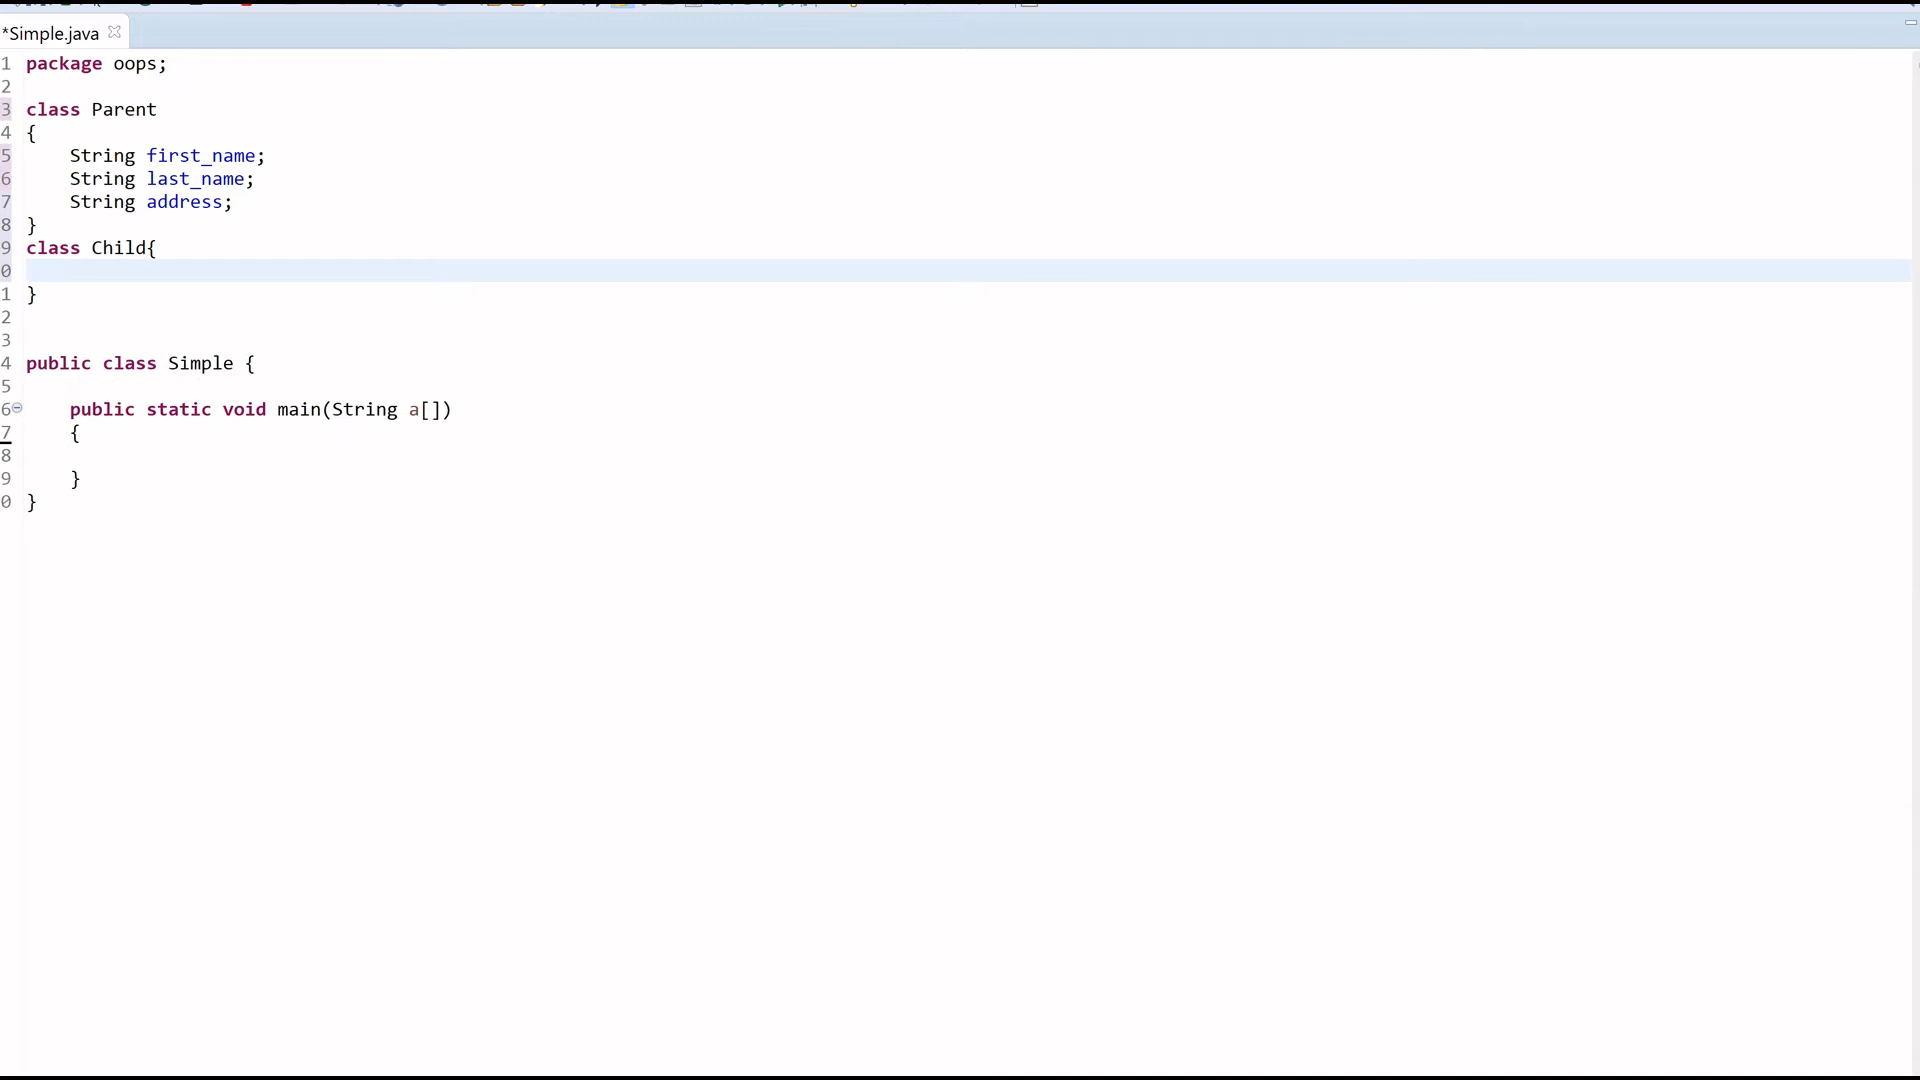 *Simple.java
1 package oops;
2
3 class Parent
4 {
5 String first_name;
6 String last_name;
7 String address;
8 }
9 class Child{
0
1 }
2
3
4 public class Simple {
5
6 public static void main(String a[])
7 {
8
9 }
0 }